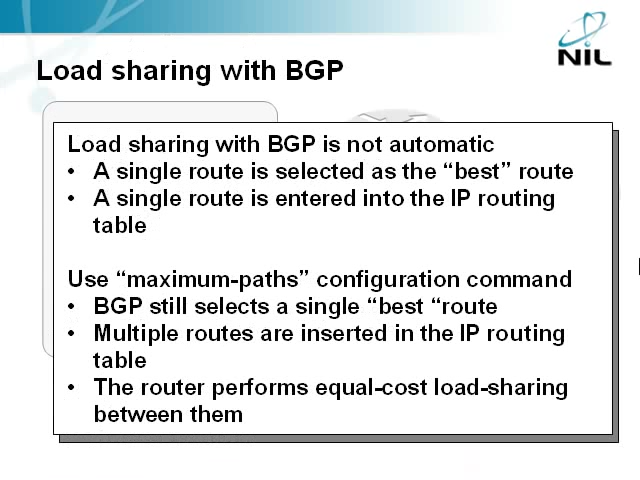 NIL
Load sharing with BGP
Load sharing with BGP is not automatic
• A single route is selected as the “best” route
• A single route is entered into the IP routing
table
Use “maximum-paths” configuration command
• BGP still selects a single “best “route
• Multiple routes are inserted in the IP routing
table
• The router performs equal-cost load-sharing
between them